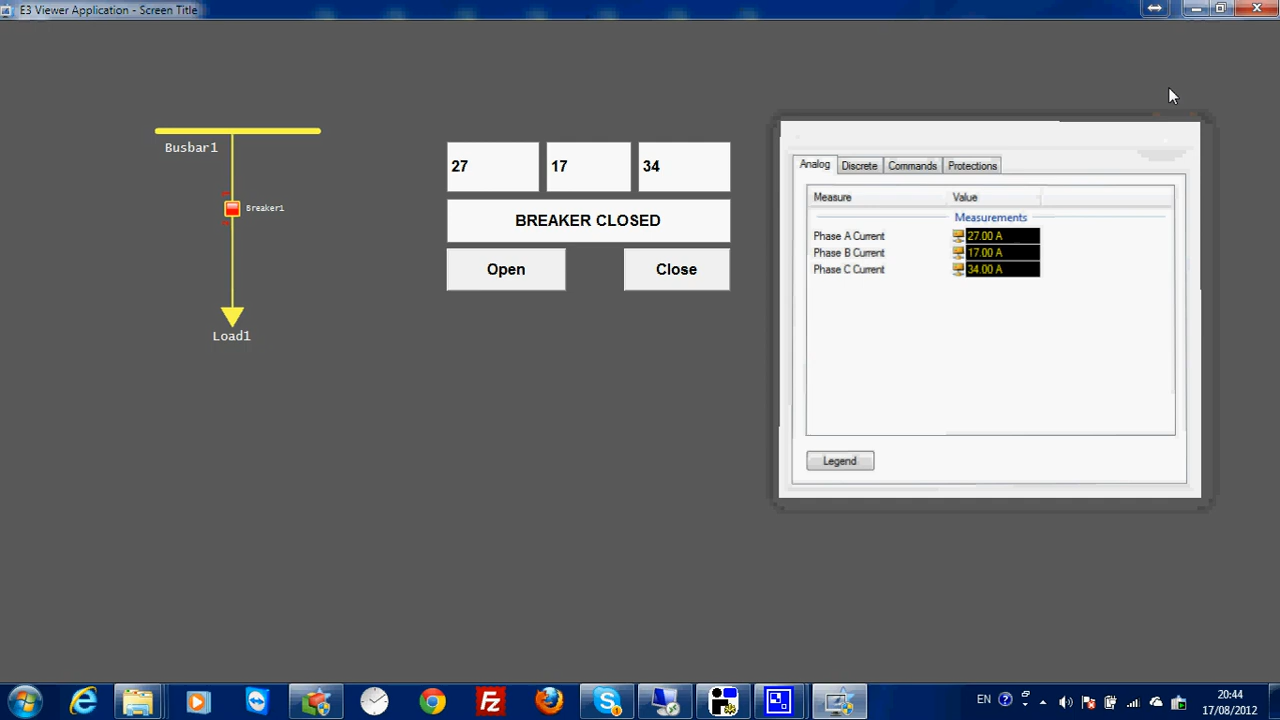 E3 Viewer Application - Screen Title
Busbar1
Breaker1
Load1
27 17 34
BREAKER CLOSED
Open Close
Analog Discrete Commands Protections
Measure Value
Measurements
Phase A Current 27.00 A
Phase B Current 17.00 A
Phase C Current 34.00 A
Legend
EN 20:44
17/08/2012